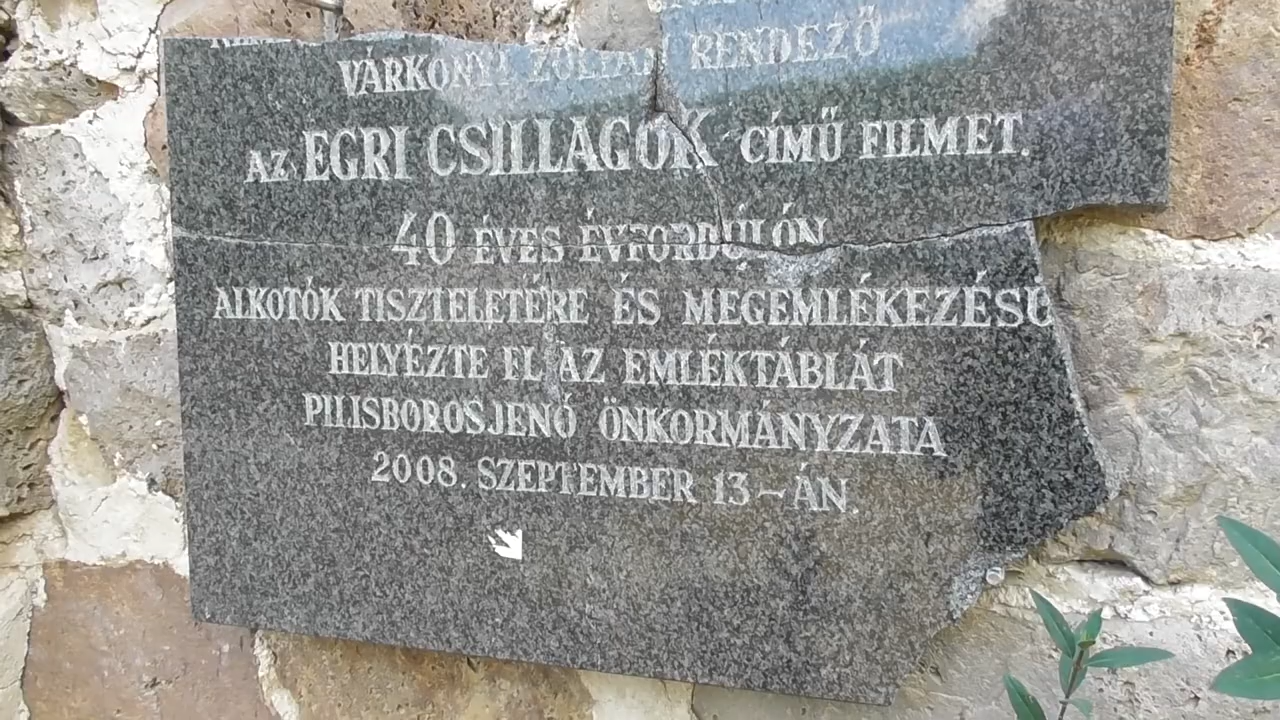 VÁRKONYI ZOLTÁN RENDEZŐ
AZ EGRI CSILLAGOK CÍMŰ FILMET.
40 ÉVES ÉVFORDULÓN
ALKOTÓK TISZTELETÉRE ÉS MEGEMLÉKEZÉSÜ
HELYEZTE EL AZ EMLÉKTÁBLÁT
PILISBOROSJENŐ ÖNKORMÁNYZATA
2008. SZEPTEMBER 13-ÁN.